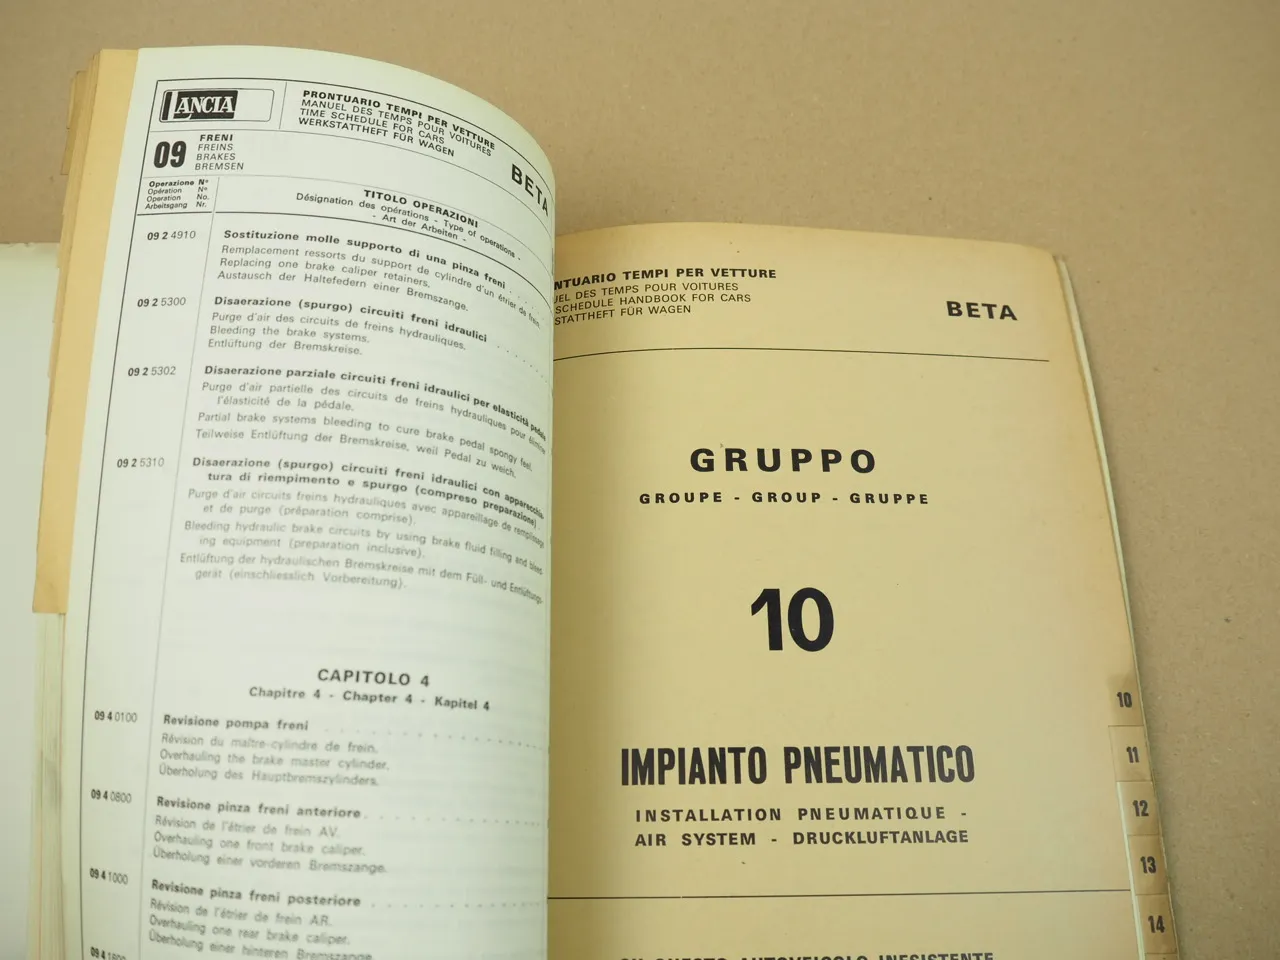 LANCIA
PRONTUARIO TEMPI PER VETTURE
MANUEL DES TEMPS POUR VOITURES
TIME SCHEDULE FOR CARS
WERKSTATTHEFT FÜR WAGEN
BETA
09
FRENI
FREINS
BRAKES
BREMSEN
Operazione N°
Opération N°
Operation No.
Arbeitsgang Nr.
TITOLO OPERAZIONI
Désignation des opérations - Type of operations -
- Art der Arbeiten -
09 2 4910
Sostituzione molle supporto di una pinza freni
Remplacement ressorts du support de cylindre d'un étrier de frein.
Replacing one brake caliper retainers.
Austausch der Haltefedern einer Bremszange.
09 2 5300
Disaerazione (spurgo) circuiti freni idraulici
Purge d'air des circuits de freins hydrauliques.
Bleeding the brake systems.
Entlüftung der Bremskreise.
09 2 5302
Disaerazione parziale circuiti freni idraulici per elasticità pedale
Purge d'air partielle des circuits de freins hydrauliques pour éliminer
l'élasticité de la pédale.
Partial brake systems bleeding to cure brake pedal spongy feel.
Teilweise Entlüftung der Bremskreise, weil Pedal zu weich.
09 2 5310
Disaerazione (spurgo) circuiti freni idraulici con apparecchia-
tura di riempimento e spurgo (compreso preparazione)
Purge d'air circuits freins hydrauliques avec appareillage de remplissage
et de purge (préparation comprise).
Bleeding hydraulic brake circuits by using brake fluid filling and bleed-
ing equipment (preparation inclusive).
Entlüftung der hydraulischen Bremskreise mit dem Füll- und Entlüftungs-
gerät (einschliesslich Vorbereitung).
CAPITOLO 4
Chapitre 4 - Chapter 4 - Kapitel 4
09 4 0100
Revisione pompa freni
Révision du maître-cylindre de frein.
Overhauling the brake master cylinder.
Überholung des Hauptbremszylinders.
09 4 0800
Revisione pinza freni anteriore
Révision de l'étrier de frein AV.
Overhauling one front brake caliper.
Überholung einer vorderen Bremszange.
09 4 1000
Revisione pinza freni posteriore
Révision de l'étrier de frein AR.
Overhauling one rear brake caliper.
Überholung einer hinteren Bremszange.
NTUARIO TEMPI PER VETTURE
UEL DES TEMPS POUR VOITURES
SCHEDULE HANDBOOK FOR CARS
STATTHEFT FÜR WAGEN
BETA
GRUPPO
GROUPE - GROUP - GRUPPE
10
IMPIANTO PNEUMATICO
INSTALLATION PNEUMATIQUE -
AIR SYSTEM - DRUCKLUFTANLAGE
SU QUESTO AUTOVEICOLO INESISTENTE
10
11
12
13
14